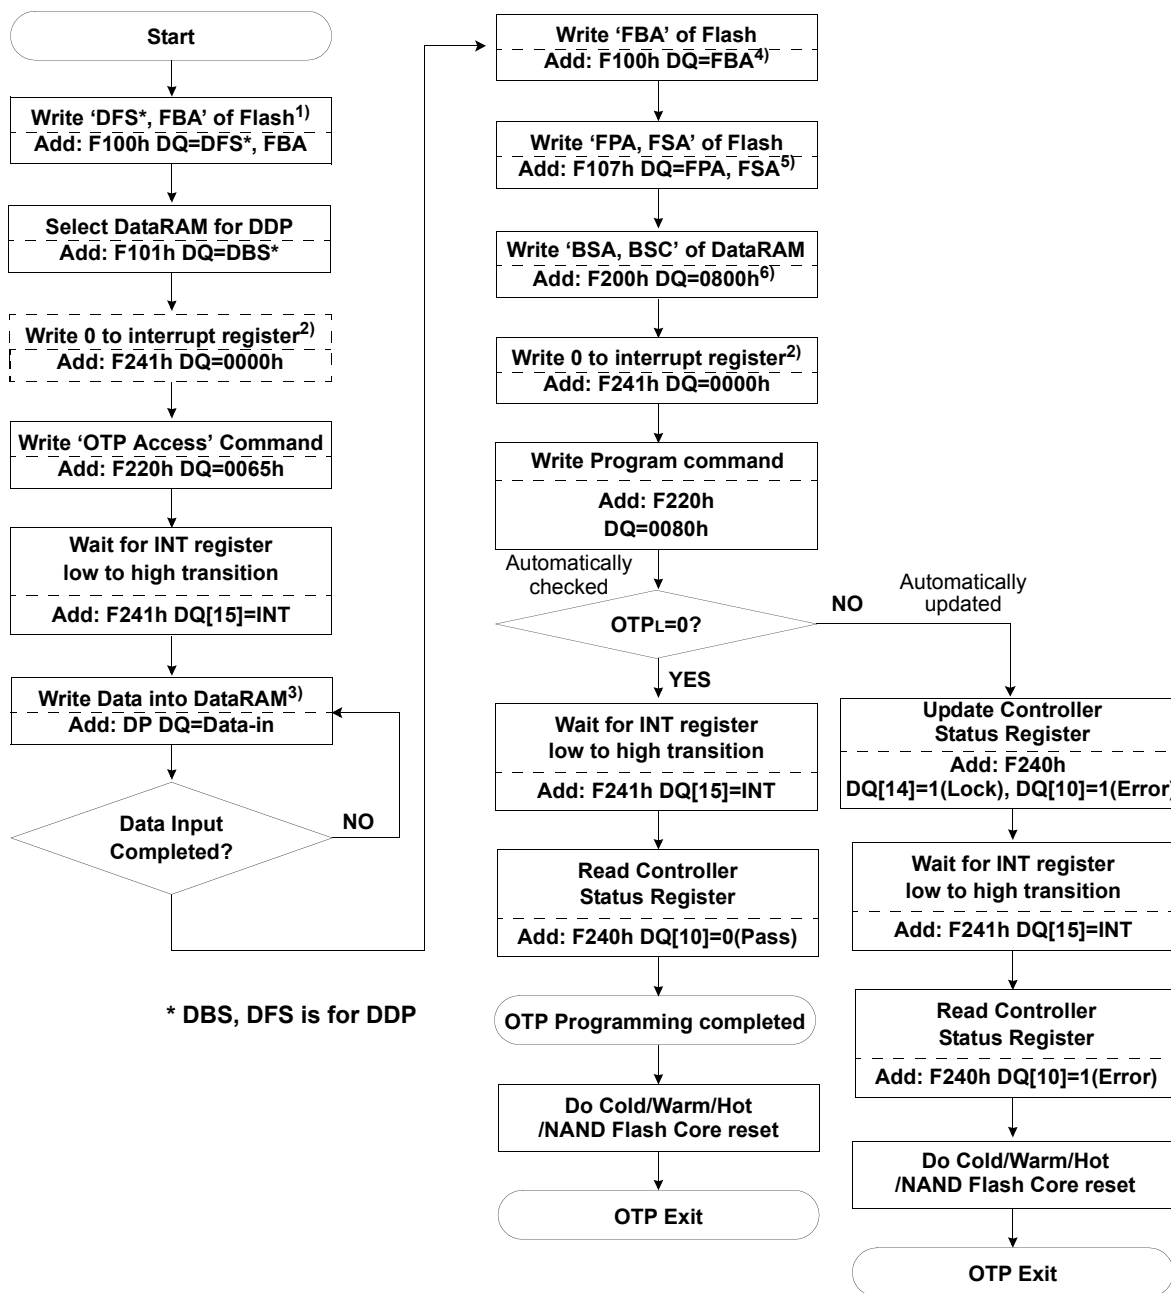 Start
Write ‘DFS*, FBA’ of Flash1)
Add: F100h DQ=DFS*, FBA
Select DataRAM for DDP
Add: F101h DQ=DBS*
Write 0 to interrupt register2)
Add: F241h DQ=0000h
Write ‘OTP Access’ Command
Add: F220h DQ=0065h
Wait for INT register
low to high transition
Add: F241h DQ[15]=INT
Write Data into DataRAM3)
Add: DP DQ=Data-in
Data Input
Completed?
NO
* DBS, DFS is for DDP
Write ‘FBA’ of Flash
Add: F100h DQ=FBA4)
Write ‘FPA, FSA’ of Flash
Add: F107h DQ=FPA, FSA5)
Write ‘BSA, BSC’ of DataRAM
Add: F200h DQ=0800h6)
Write 0 to interrupt register2)
Add: F241h DQ=0000h
Write Program command
Add: F220h
DQ=0080h
Automatically
checked
OTPL=0?
YES
Wait for INT register
low to high transition
Add: F241h DQ[15]=INT
Read Controller
Status Register
Add: F240h DQ[10]=0(Pass)
OTP Programming completed
Do Cold/Warm/Hot
/NAND Flash Core reset
OTP Exit
NO
Automatically
updated
Update Controller
Status Register
Add: F240h
DQ[14]=1(Lock), DQ[10]=1(Error)
Wait for INT register
low to high transition
Add: F241h DQ[15]=INT
Read Controller
Status Register
Add: F240h DQ[10]=1(Error)
Do Cold/Warm/Hot
/NAND Flash Core reset
OTP Exit